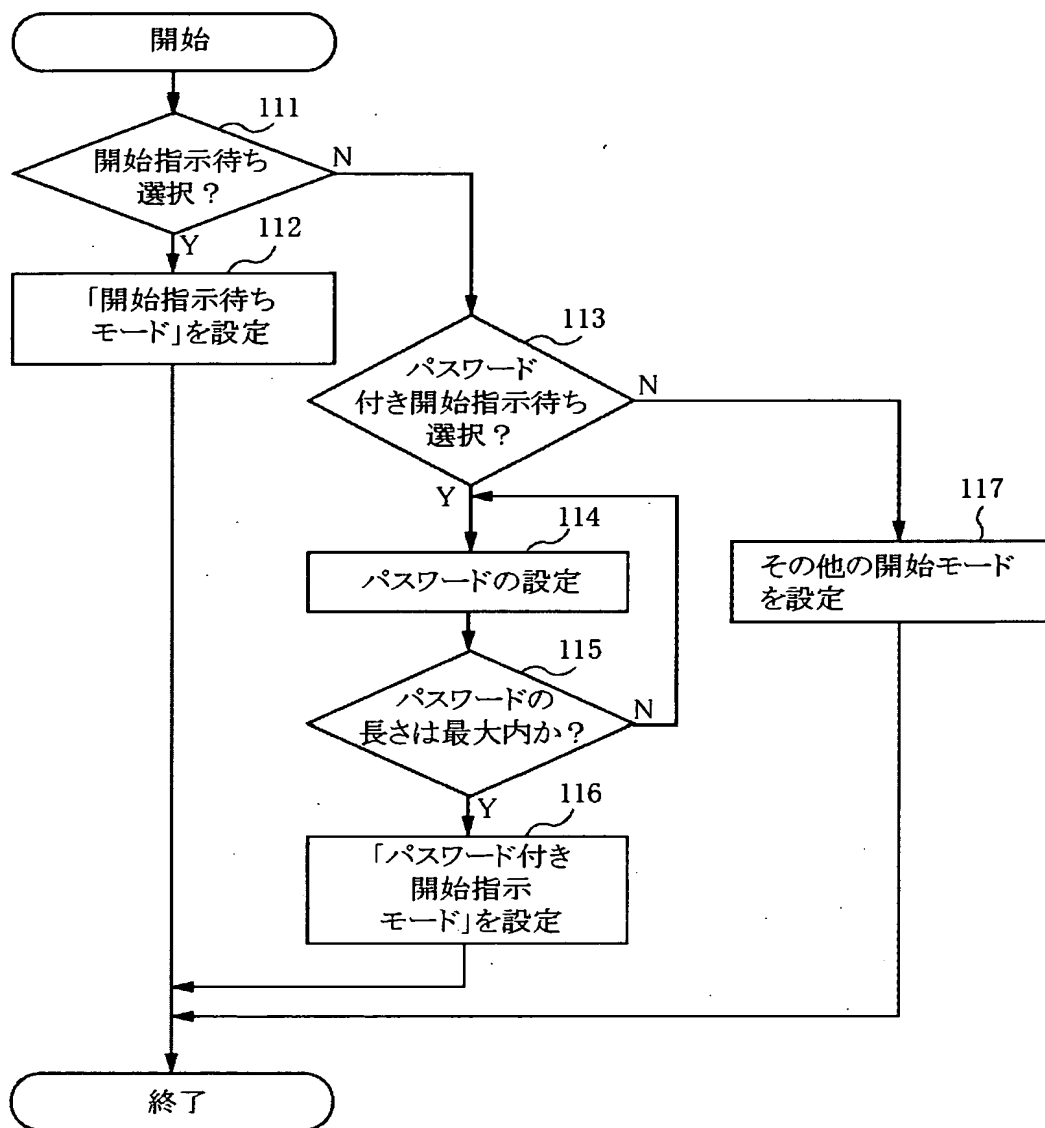 開始
111
開始指示待ち
選択?
N
Y
112
「開始指示待ち
モード」を設定
113
パスワード
付き開始指示待ち
選択?
N
Y
114
パスワードの設定
115
パスワードの
長さは最大内か?
N
Y
116
「パスワード付き
開始指示
モード」を設定
117
その他の開始モード
を設定
終了